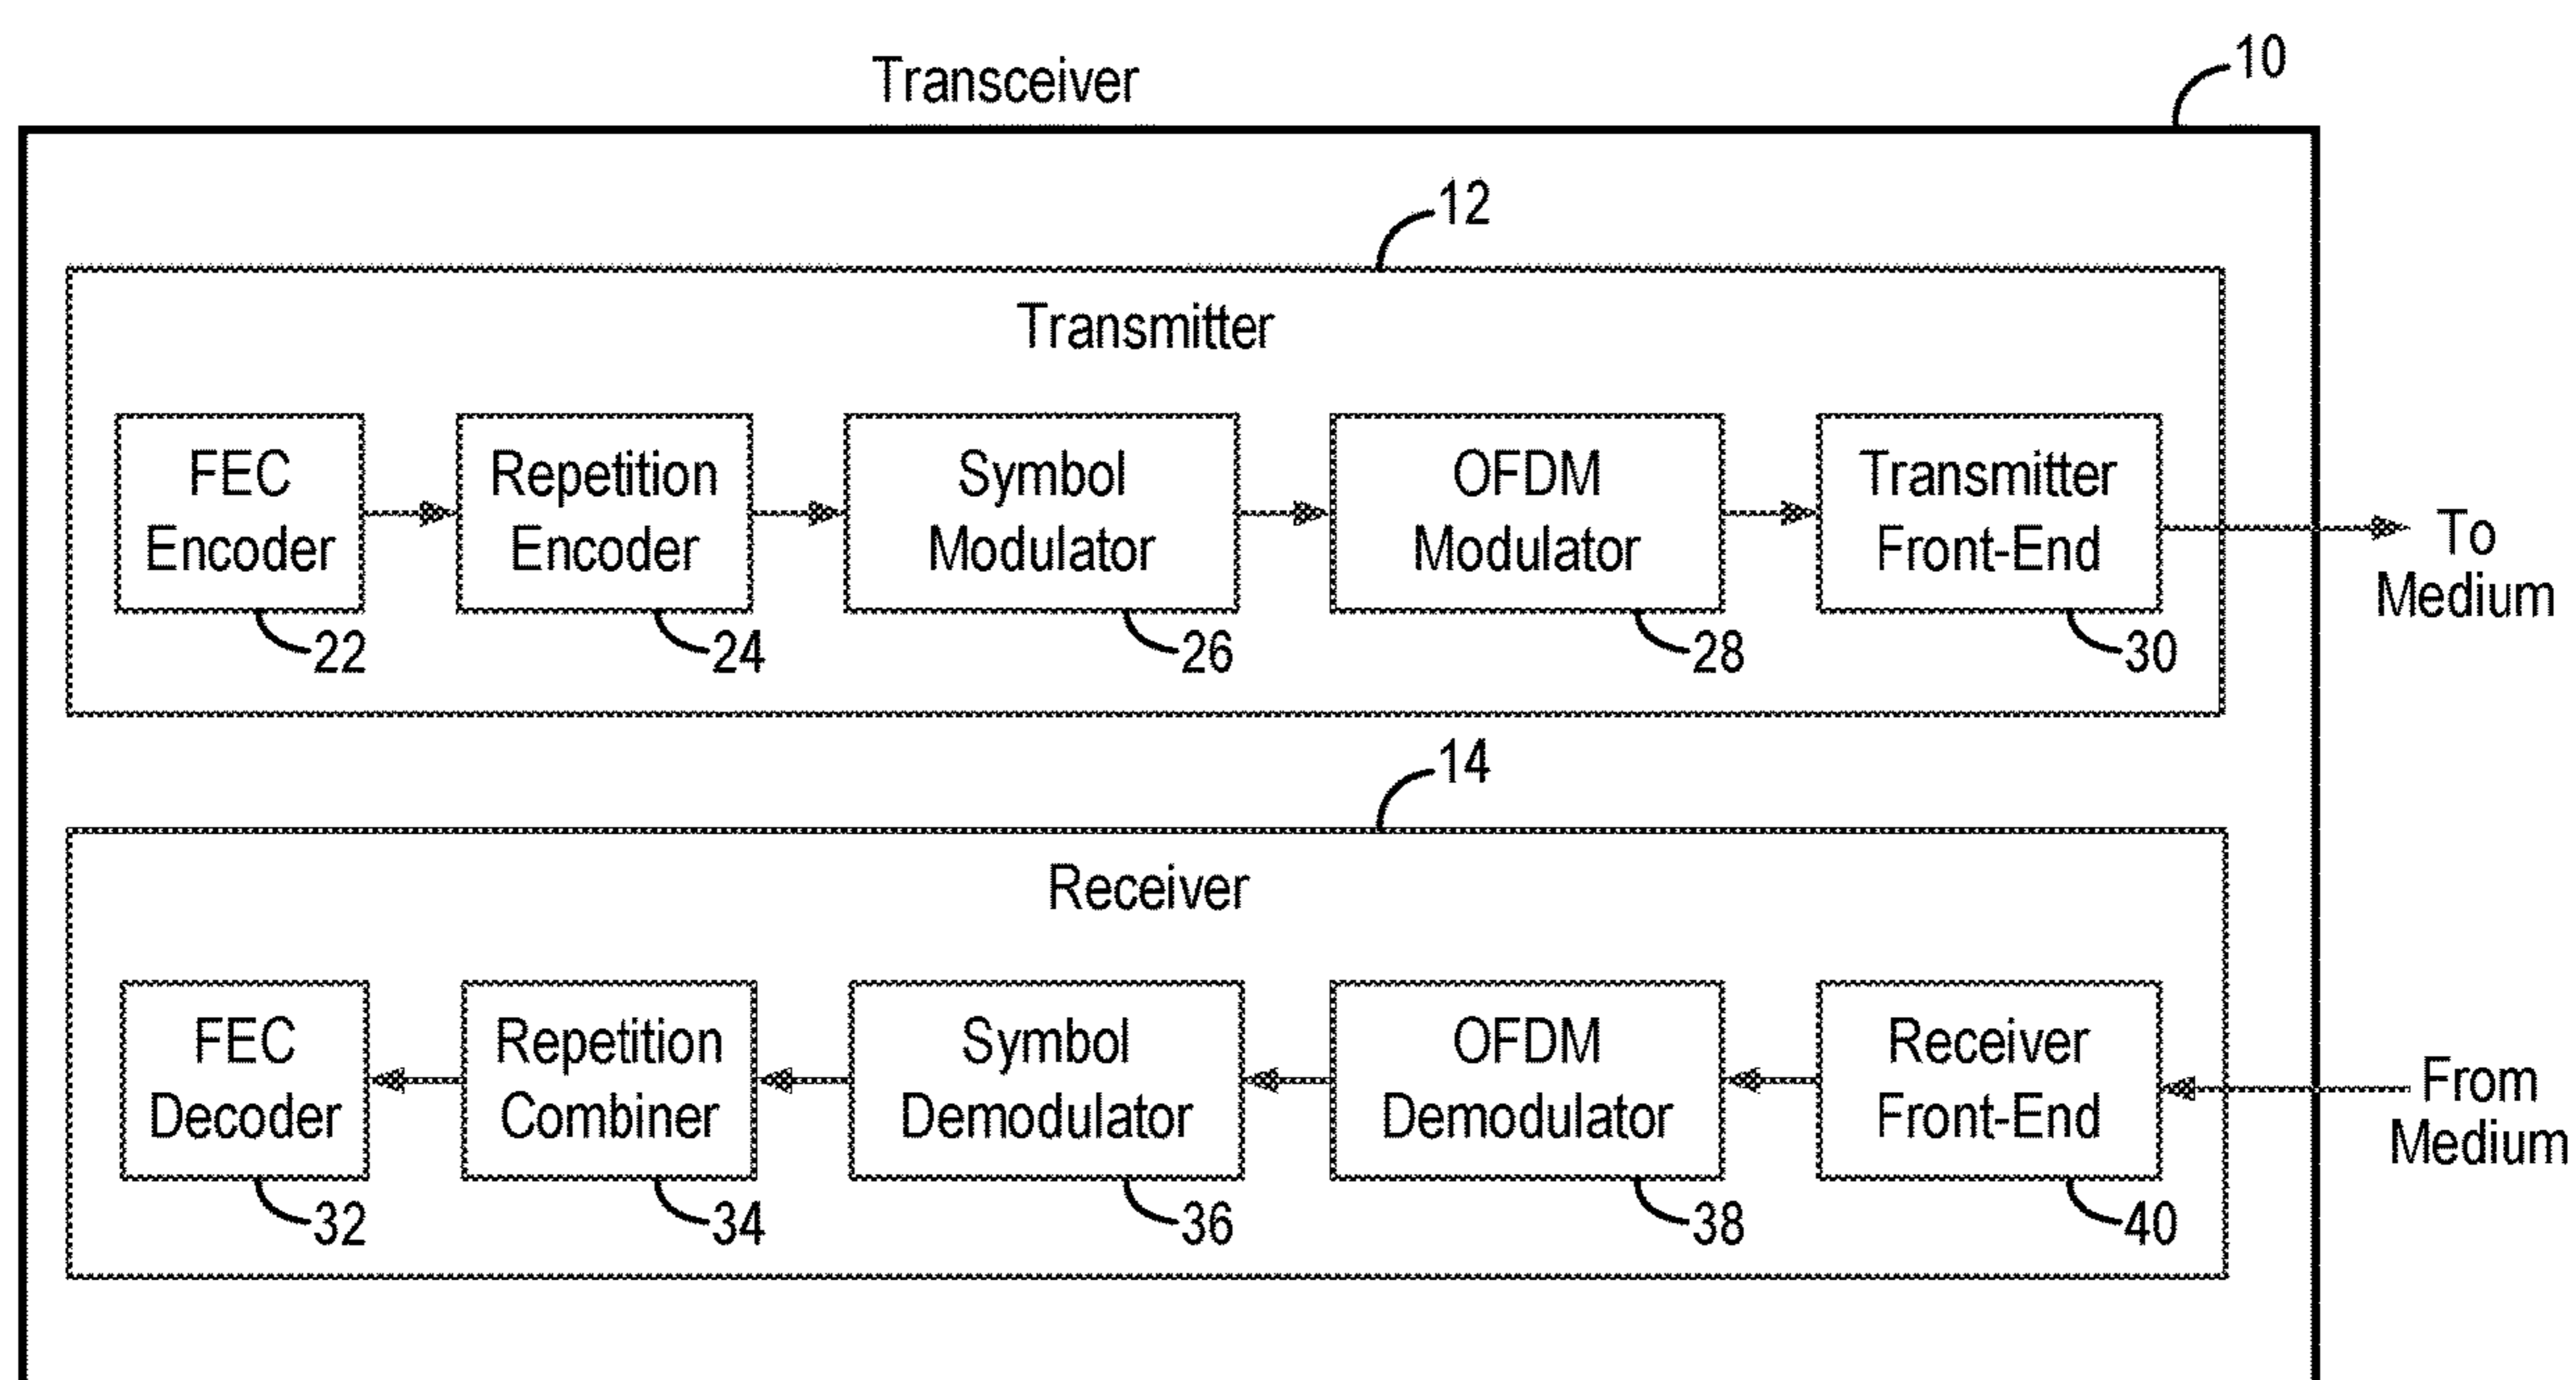 Transceiver
10
12
Transmitter
FEC
Encoder
22
Repetition
Encoder
24
Symbol
Modulator
26
OFDM
Modulator
28
Transmitter
Front-End
30
To
Medium
14
Receiver
FEC
Decoder
32
Repetition
Combiner
34
Symbol
Demodulator
36
OFDM
Demodulator
38
Receiver
Front-End
40
From
Medium